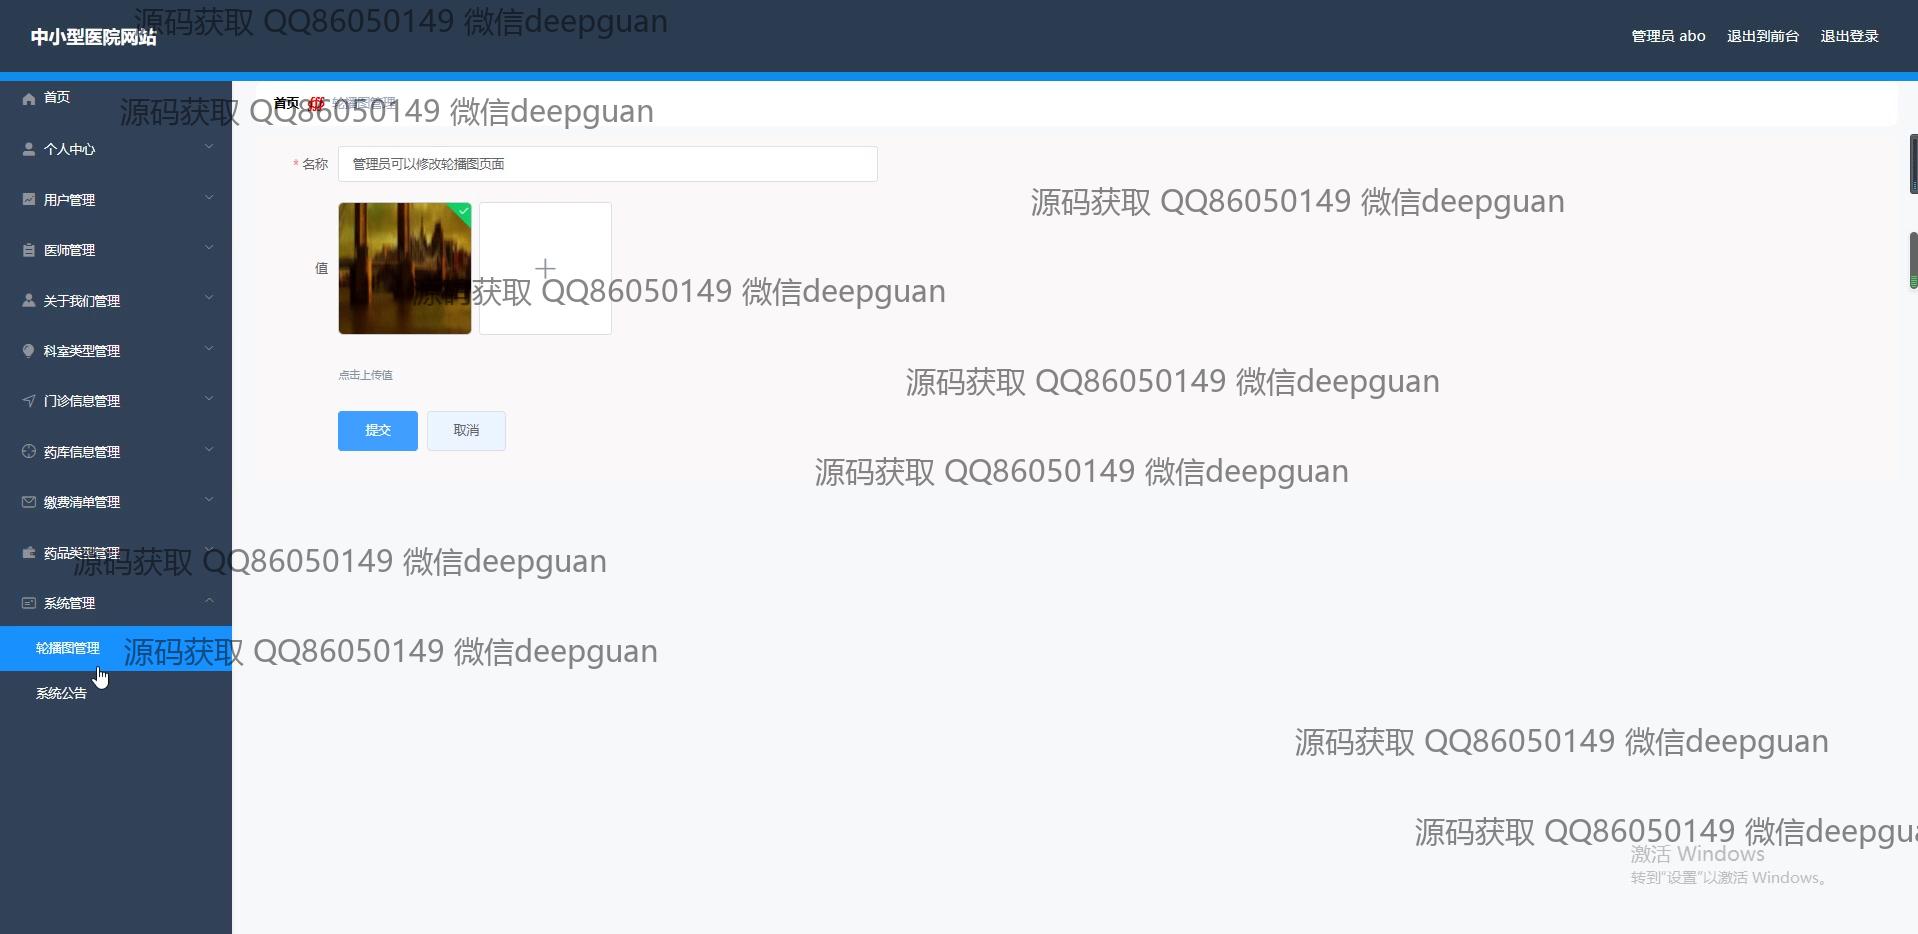 源码获取 QQ86050149 微信deepguan
中小型医院网站
管理员 abo 退出到前台 退出登录
首页
首页 轮播图管理
源码获取 QQ86050149 微信deepguan
个人中心
* 名称 管理员可以修改轮播图页面
用户管理
源码获取 QQ86050149 微信deepguan
医师管理
值
源码获取 QQ86050149 微信deepguan
关于我们管理
科室类型管理
点击上传值
源码获取 QQ86050149 微信deepguan
门诊信息管理
提交 取消
药库信息管理
源码获取 QQ86050149 微信deepguan
缴费清单管理
药品类型管理
源码获取 QQ86050149 微信deepguan
系统管理
轮播图管理
源码获取 QQ86050149 微信deepguan
系统公告
源码获取 QQ86050149 微信deepguan
源码获取 QQ86050149 微信deepgua
激活 Windows
转到"设置"以激活 Windows。